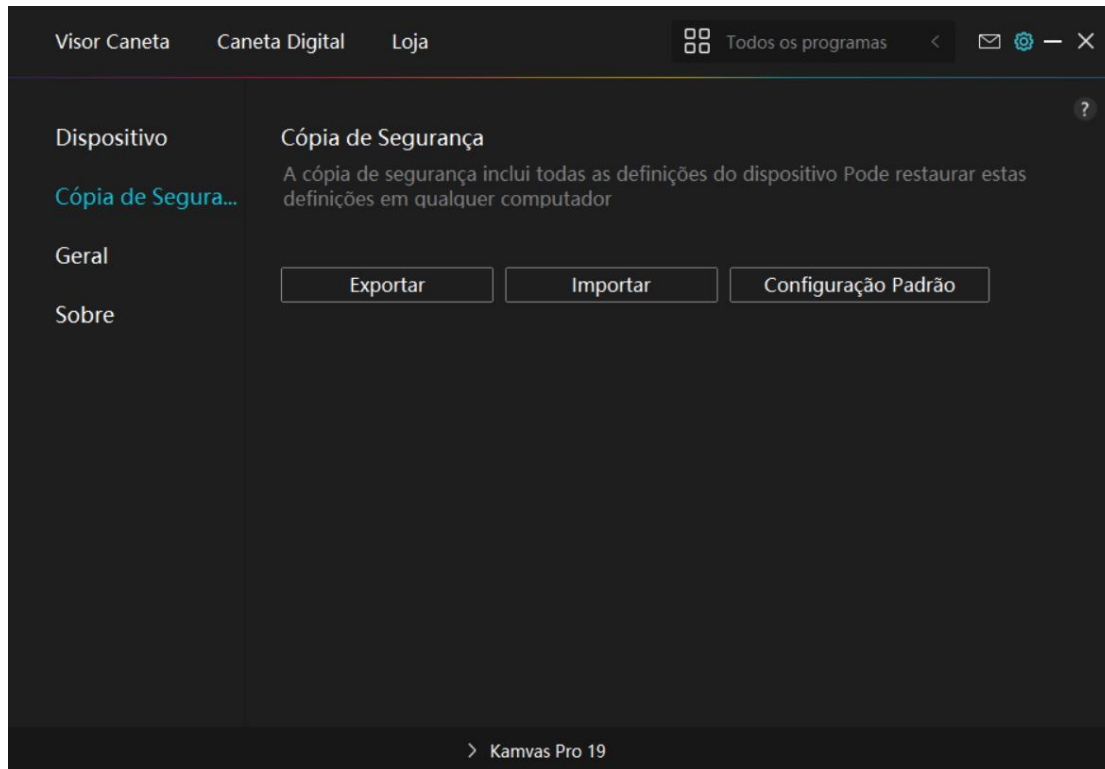 Visor Caneta Caneta Digital Loja Todos os programas <
?
Dispositivo
Cópia de Segura...
Geral
Sobre
Cópia de Segurança
A cópia de segurança inclui todas as definições do dispositivo Pode restaurar estas
definições em qualquer computador
Exportar Importar Configuração Padrão
> Kamvas Pro 19